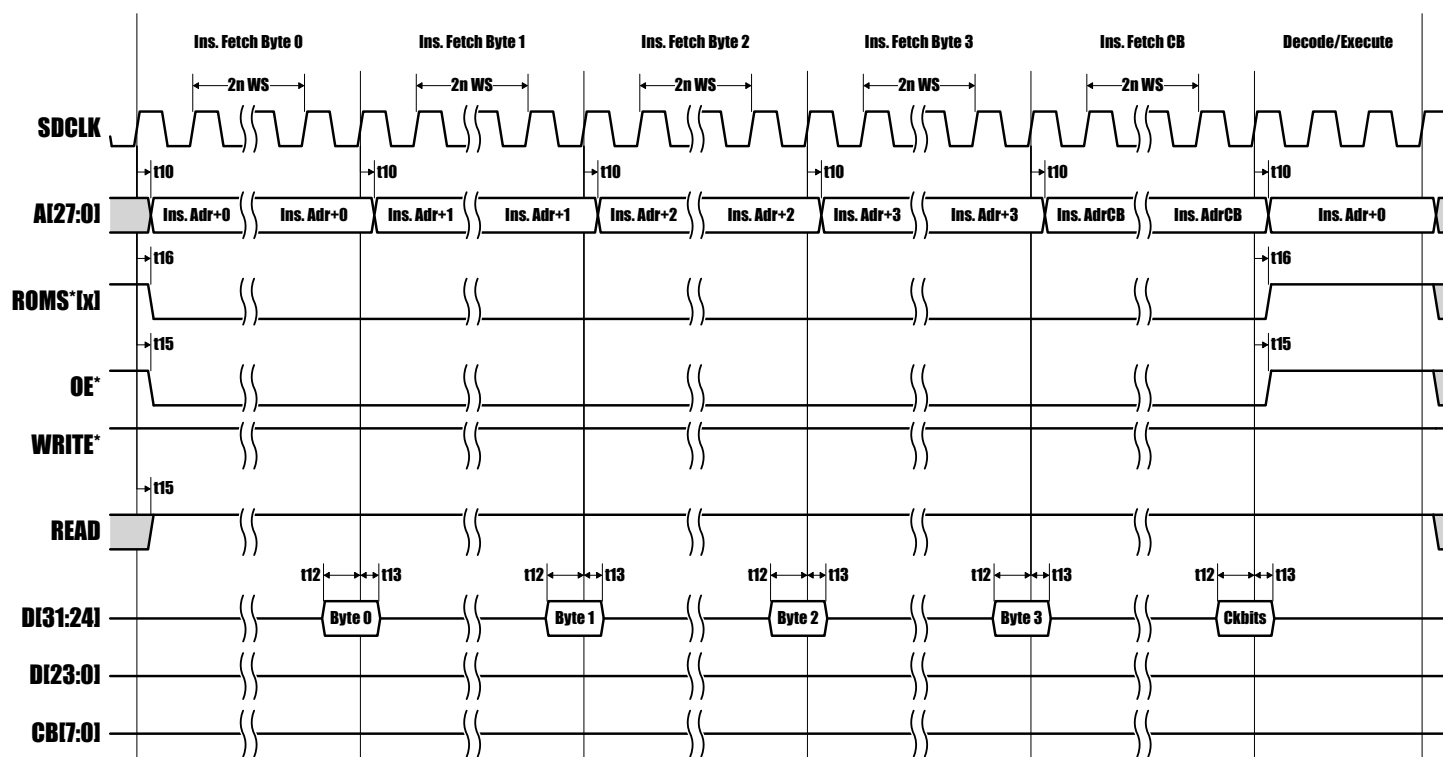 Ins. Fetch Byte 0 Ins. Fetch Byte 1 Ins. Fetch Byte 2 Ins. Fetch Byte 3 Ins. Fetch CB Decode/Execute
2n WS 2n WS 2n WS 2n WS 2n WS
SDCLK
t10 t10 t10 t10 t10 t10
A[27:0] Ins. Adr+0 Ins. Adr+0 Ins. Adr+1 Ins. Adr+1 Ins. Adr+2 Ins. Adr+2 Ins. Adr+3 Ins. Adr+3 Ins. AdrCB Ins. AdrCB Ins. Adr+0
t16 t16
ROMS*[x]
t15 t15
OE*
WRITE*
t15
READ
t12 t13 t12 t13 t12 t13 t12 t13 t12 t13
D[31:24] Byte 0 Byte 1 Byte 2 Byte 3 Ckbits
D[23:0]
CB[7:0]